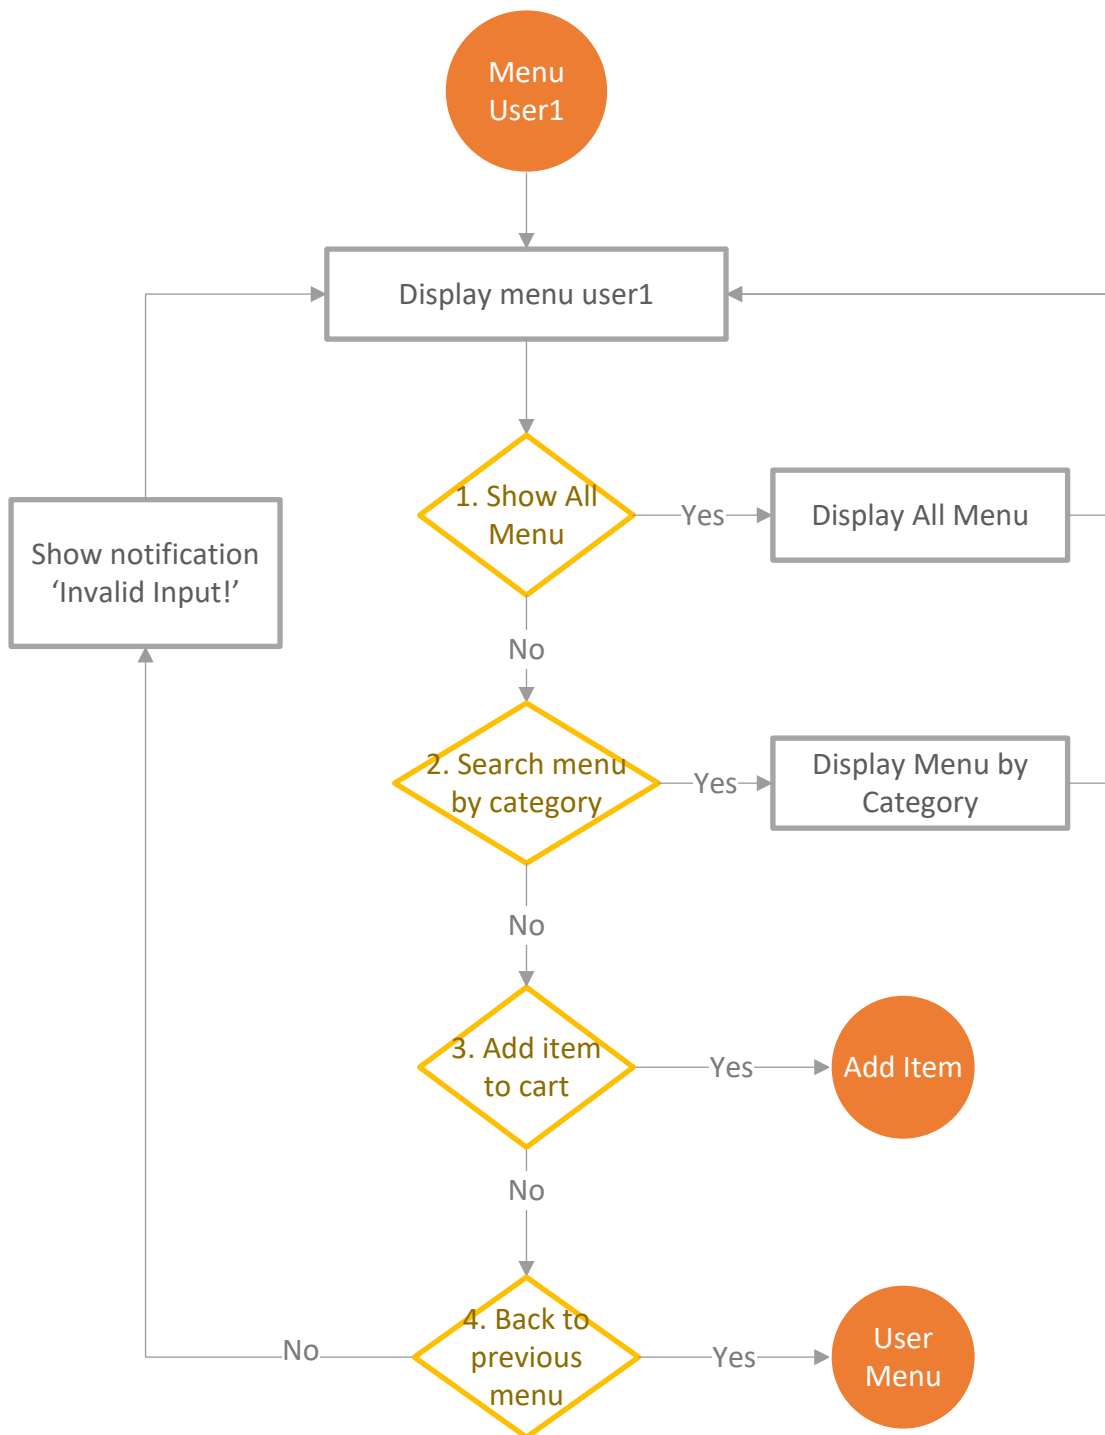 Menu
User1
Display menu user1
1. Show All
Menu
Yes
Display All Menu
Show notification
‘Invalid Input!’
No
2. Search menu
by category
Yes
Display Menu by
Category
No
3. Add item
to cart
Yes
Add Item
No
4. Back to
previous
menu
No
Yes
User
Menu